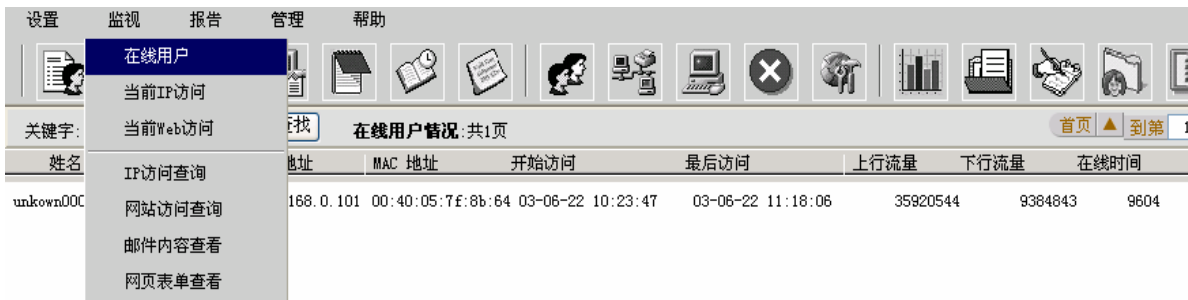 设置 监视 报告 管理 帮助
在线用户
当前IP访问
当前Web访问
IP访问查询
网站访问查询
邮件内容查看
网页表单查看
关键字: 查找 在线用户情况:共1页 首页 到第 1
姓名 地址 MAC 地址 开始访问 最后访问 上行流量 下行流量 在线时间
unkown000 168.0.101 00:40:05:7f:8b:64 03-06-22 10:23:47 03-06-22 11:18:06 35920544 9384843 9604